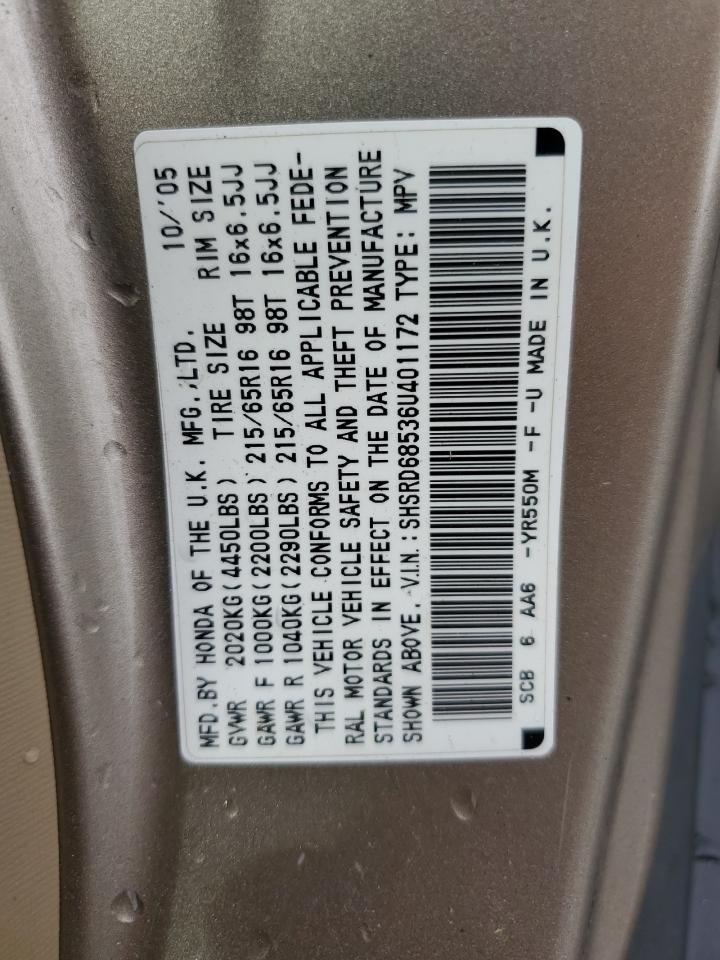 MFD.BY HONDA OF THE U.K. MFG.,LTD. 10/'05
GVWR 2020KG(4450LBS) TIRE SIZE RIM SIZE
GAWR F 1000KG(2200LBS) 215/65R16 98T 16x6.5JJ
GAWR R 1040KG(2290LBS) 215/65R16 98T 16x6.5JJ
THIS VEHICLE CONFORMS TO ALL APPLICABLE FEDE-
RAL MOTOR VEHICLE SAFETY AND THEFT PREVENTION
STANDARDS IN EFFECT ON THE DATE OF MANUFACTURE
SHOWN ABOVE. V.I.N.:SHSRD68536U401172 TYPE: MPV
SCB 6 AA6 -YR550M -F -U MADE IN U.K.